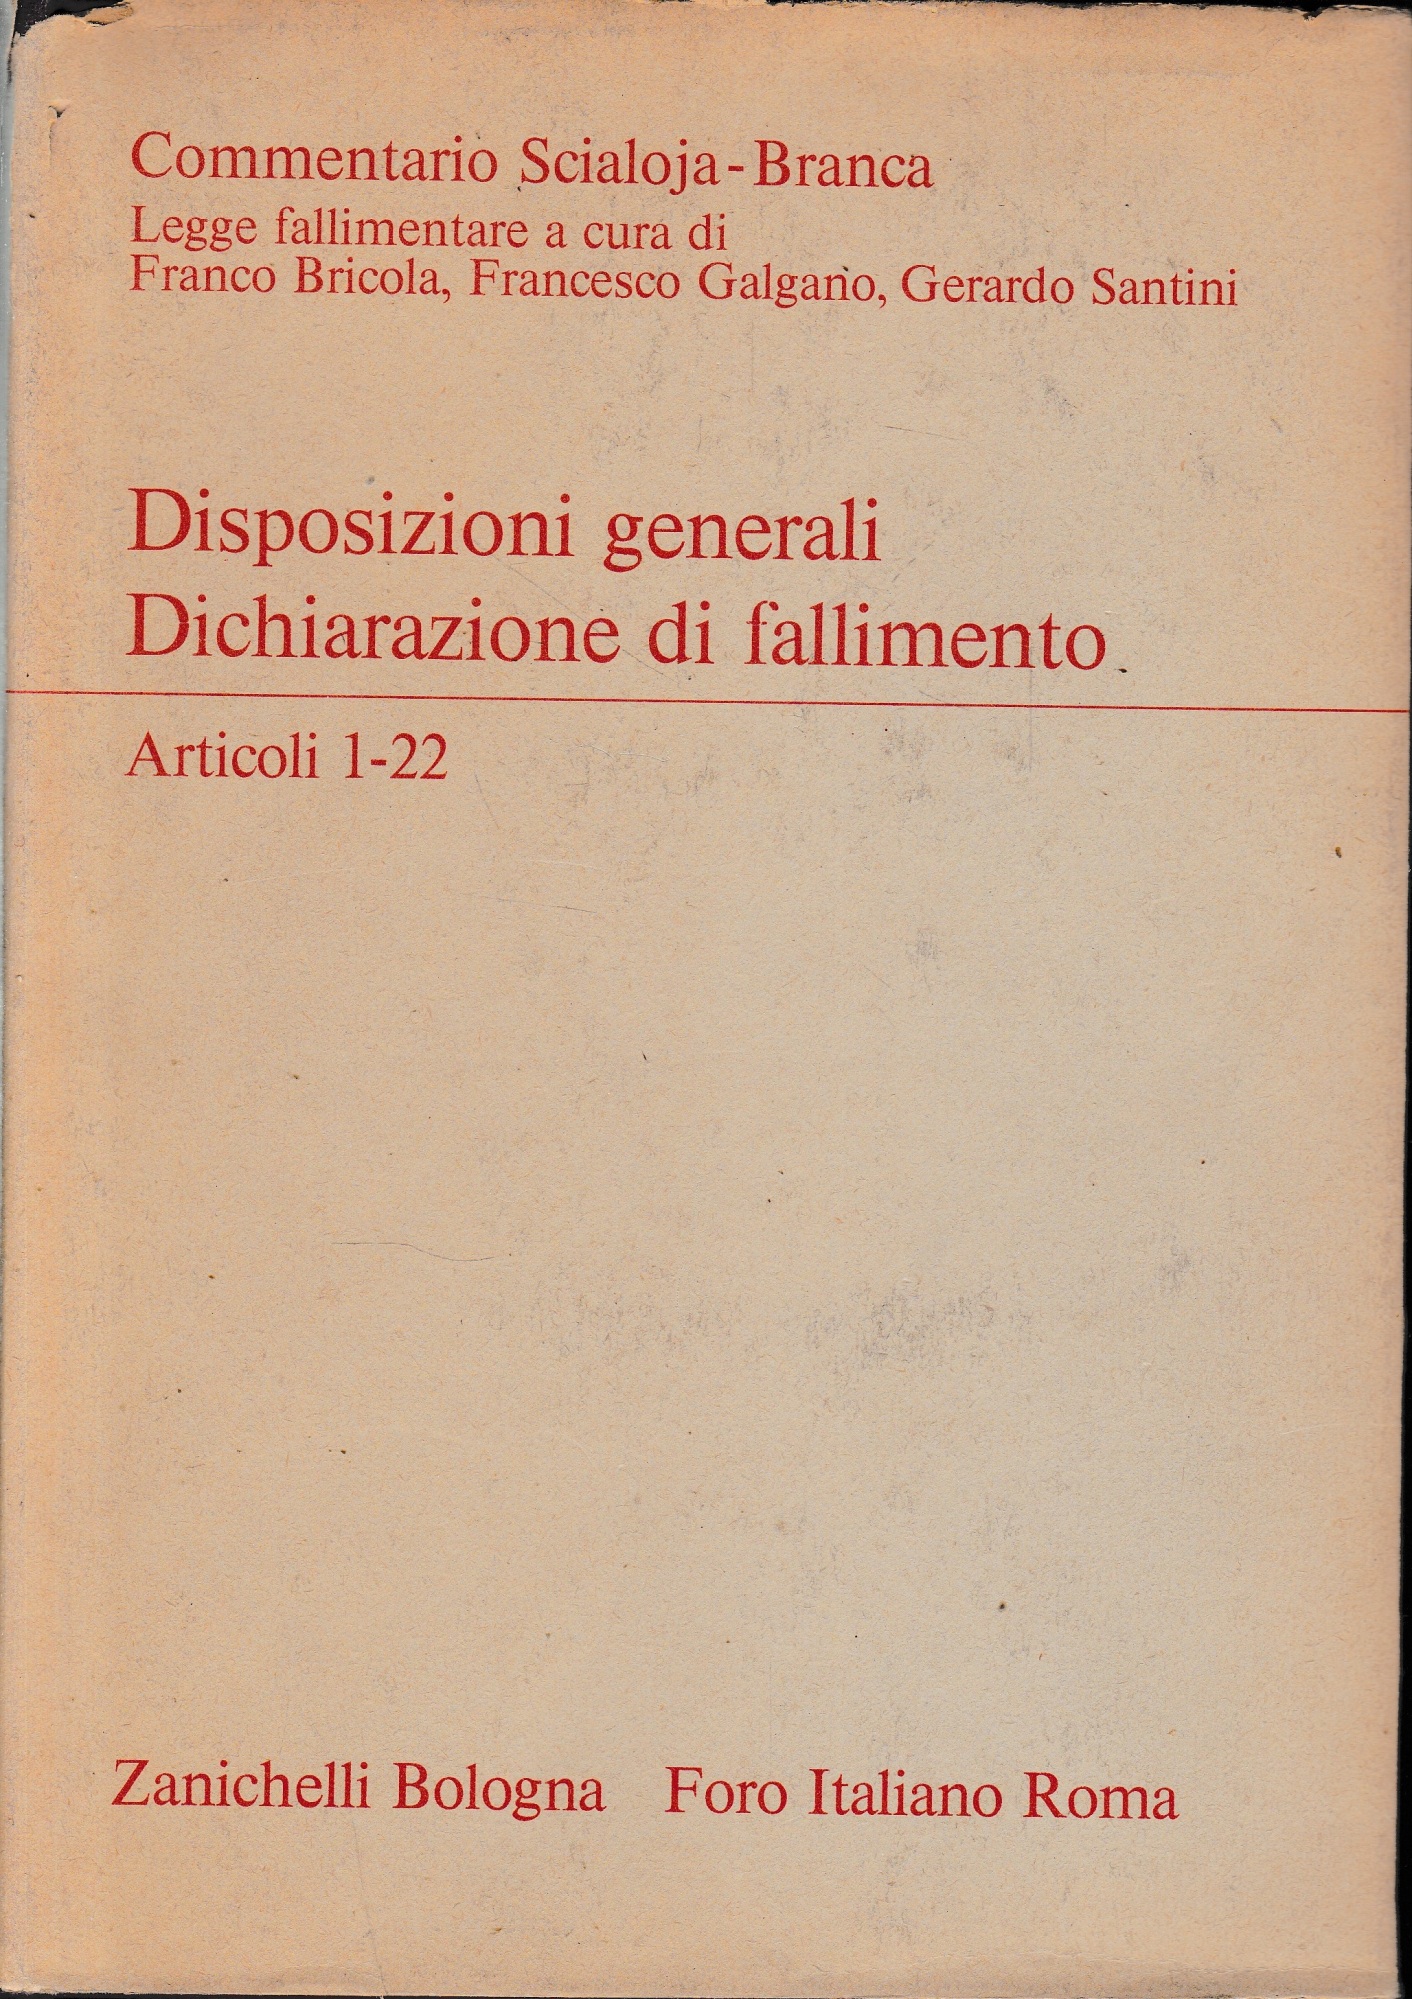 Commentario Scialoja-Branca
Legge fallimentare a cura di
Franco Bricola, Francesco Galgano, Gerardo Santini
Disposizioni generali
Dichiarazione di fallimento
Articoli 1-22
Zanichelli Bologna Foro Italiano Roma